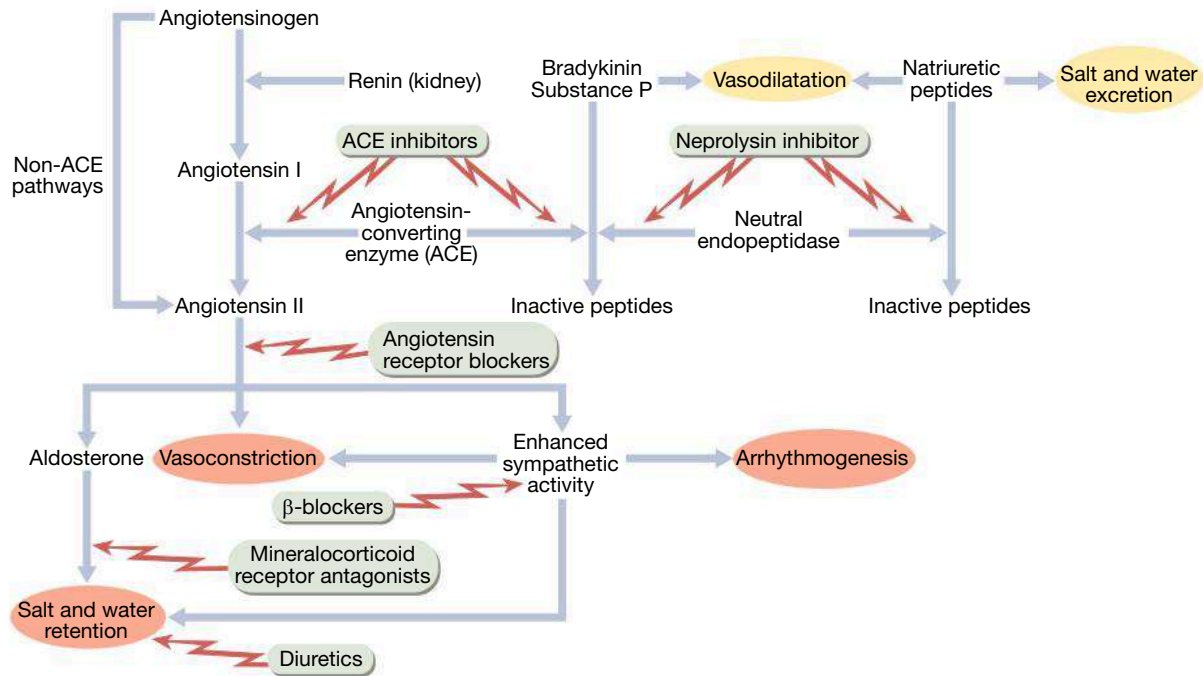 Angiotensinogen
Renin (kidney)
Bradykinin
Substance P
Vasodilatation
Natriuretic
peptides
Salt and water
excretion
ACE inhibitors
Neprolysin inhibitor
Non-ACE
pathways
Angiotensin I
Angiotensin-
converting
enzyme (ACE)
Neutral
endopeptidase
Angiotensin II
Inactive peptides
Inactive peptides
Angiotensin
receptor blockers
Aldosterone
Vasoconstriction
Enhanced
sympathetic
activity
Arrhythmogenesis
β-blockers
Mineralocorticoid
receptor antagonists
Salt and water
retention
Diuretics